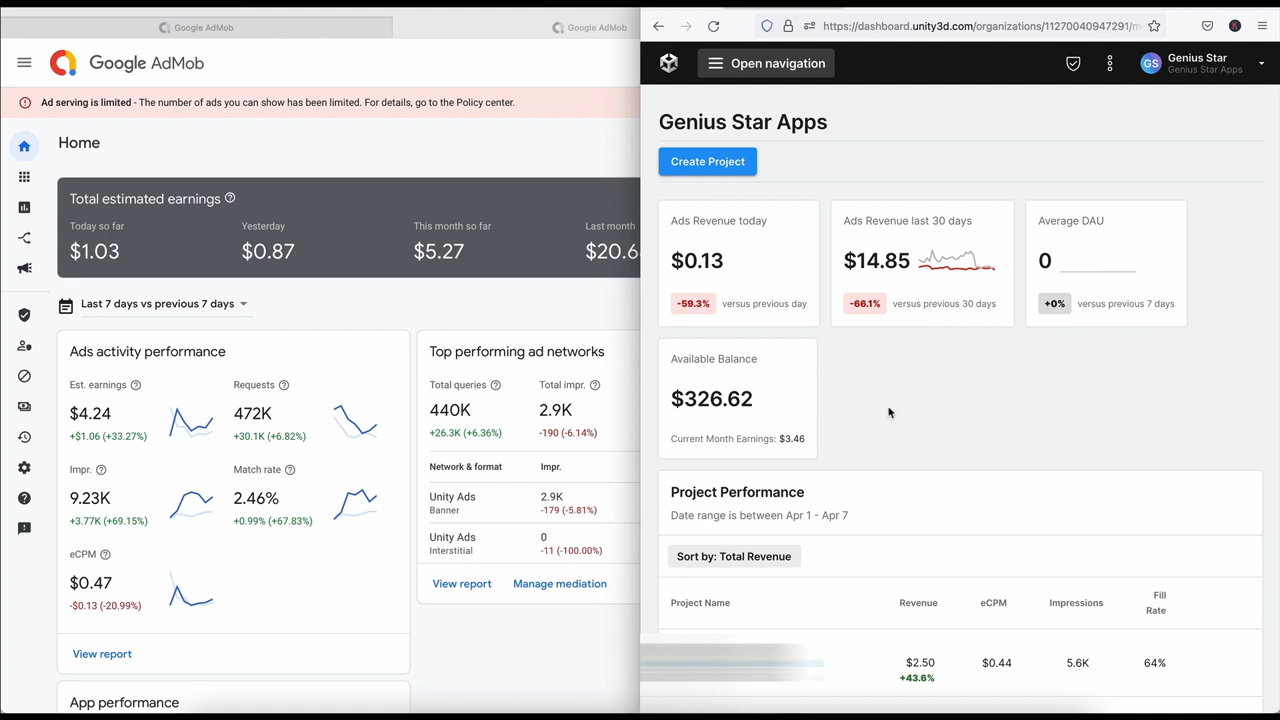 Google AdMob
Google AdMob
Google AdMob
Ad serving is limited - The number of ads you can show has been limited. For details, go to the Policy center.
Home
Total estimated earnings
Today so far
Yesterday
This month so far
Last month
$1.03
$0.87
$5.27
$20.6
Last 7 days vs previous 7 days
Ads activity performance
Est. earnings
Requests
$4.24
472K
+$1.06 (+33.27%)
+30.1K (+6.82%)
Impr.
Match rate
9.23K
2.46%
+3.77K (+69.15%)
+0.99% (+67.83%)
eCPM
$0.47
-$0.13 (-20.99%)
View report
App performance
Top performing ad networks
Total queries
Total impr.
440K
2.9K
+26.3K (+6.36%)
-190 (-6.14%)
Network & format
Impr.
Unity Ads
2.9K
Banner
-179 (-5.81%)
Unity Ads
0
Interstitial
-11 (-100.00%)
View report
Manage mediation
https://dashboard.unity3d.com/organizations/11270040947291/m
Open navigation
GS
Genius Star
Genius Star Apps
Genius Star Apps
Create Project
Ads Revenue today
$0.13
-59.3% versus previous day
Ads Revenue last 30 days
$14.85
-66.1% versus previous 30 days
Average DAU
0
+0% versus previous 7 days
Available Balance
$326.62
Current Month Earnings: $3.46
Project Performance
Date range is between Apr 1 - Apr 7
Sort by: Total Revenue
Project Name
Revenue
eCPM
Impressions
Fill
Rate
$2.50
$0.44
5.6K
64%
+43.6%